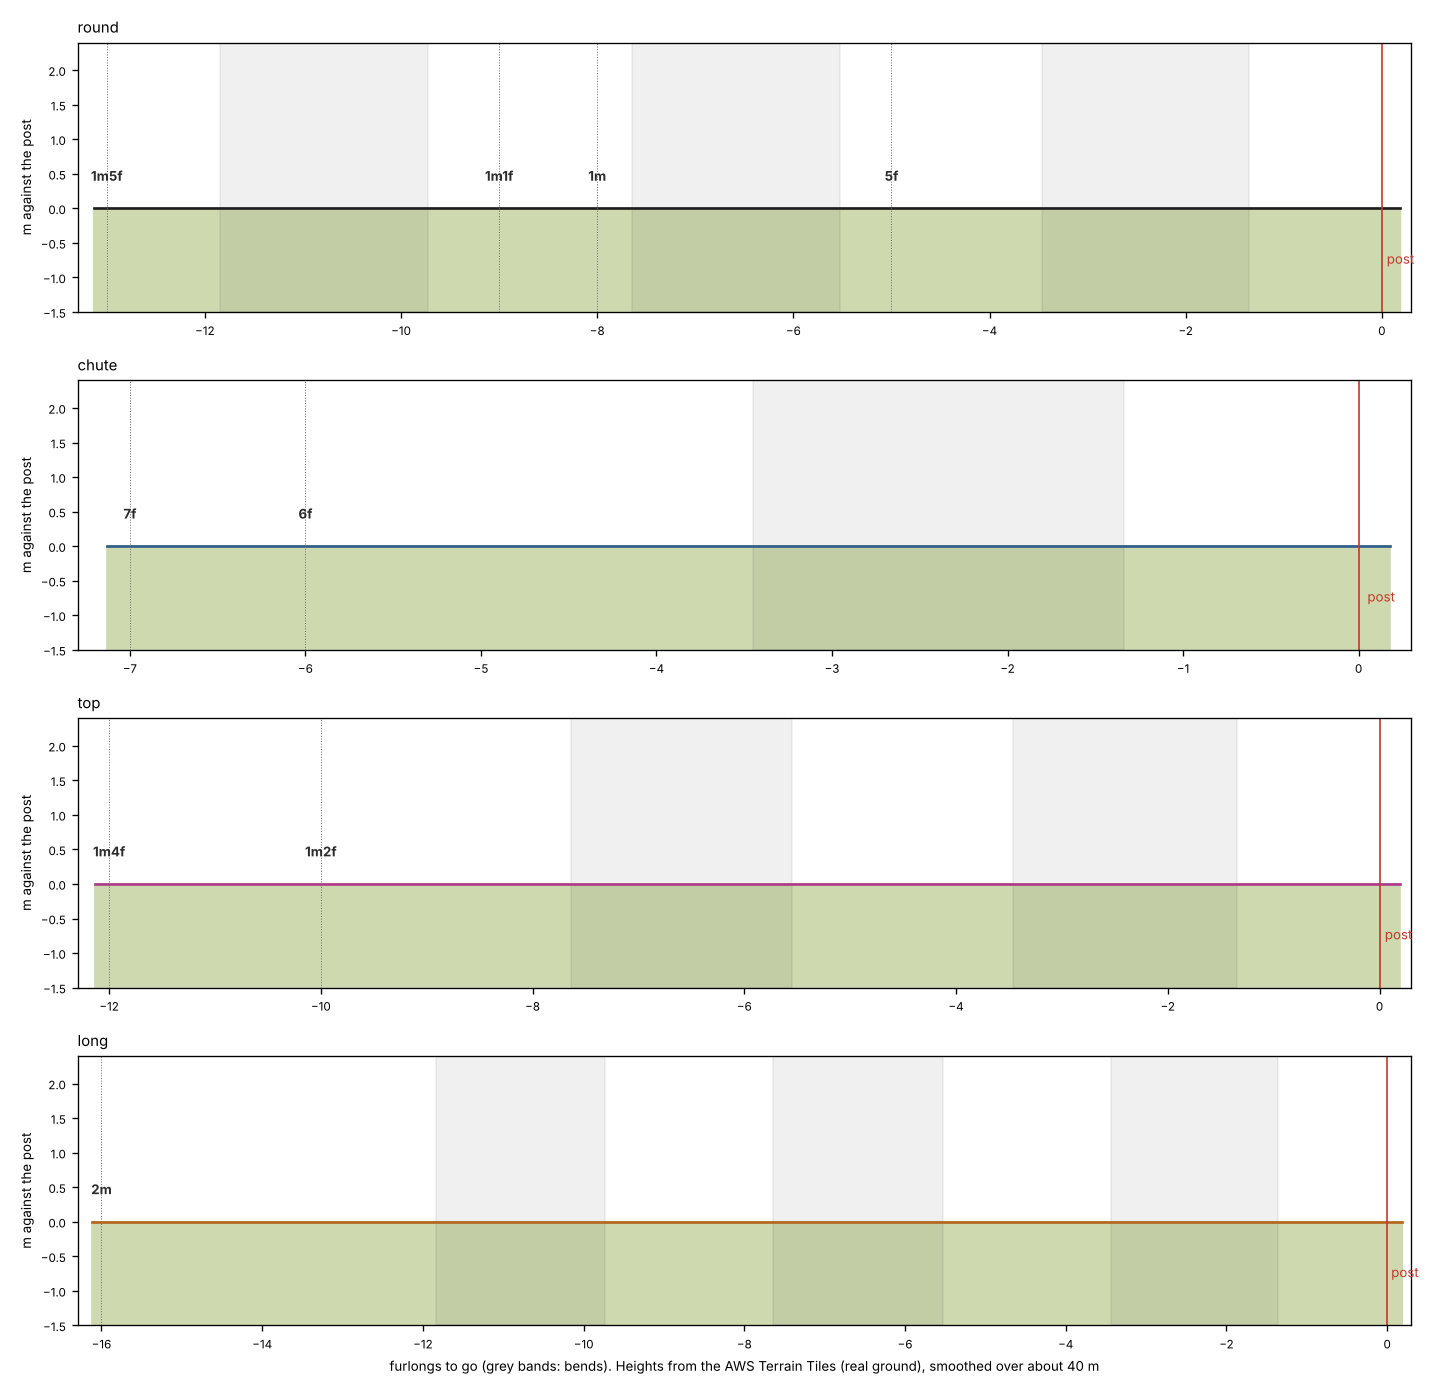 round
m against the post
2.0
1.5
1.0
0.5
0.0
−0.5
−1.0
−1.5
1m5f
1m1f
1m
5f
post
−12
−10
−8
−6
−4
−2
0
chute
m against the post
2.0
1.5
1.0
0.5
0.0
−0.5
−1.0
−1.5
7f
6f
post
−7
−6
−5
−4
−3
−2
−1
0
top
m against the post
2.0
1.5
1.0
0.5
0.0
−0.5
−1.0
−1.5
1m4f
1m2f
post
−12
−10
−8
−6
−4
−2
0
long
m against the post
2.0
1.5
1.0
0.5
0.0
−0.5
−1.0
−1.5
2m
post
−16
−14
−12
−10
−8
−6
−4
−2
0
furlongs to go (grey bands: bends). Heights from the AWS Terrain Tiles (real ground), smoothed over about 40 m